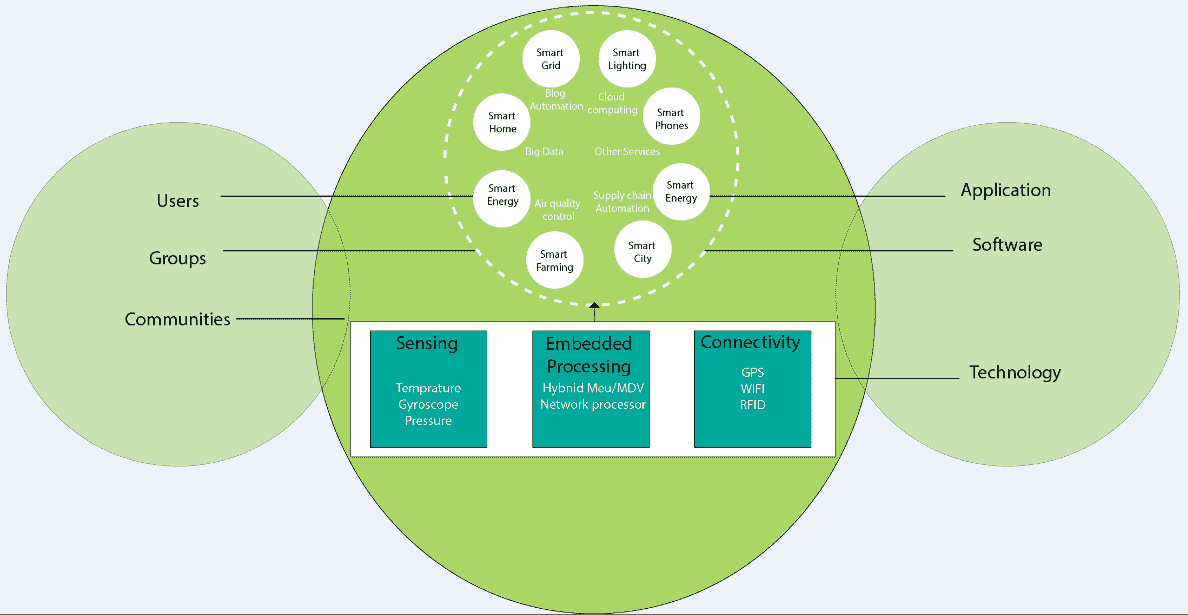 Smart
Grid
Smart
Lighting
Blog
Automation
Cloud
computing
Smart
Home
Smart
Phones
Big Data
Other Services
Smart
Energy
Smart
Energy
Air quality
control
Supply chain
Automation
Smart
Farming
Smart
City
Users
Groups
Communities
Application
Software
Technology
Sensing
Temprature
Gyroscope
Pressure
Embedded
Processing
Hybnid Meu/MDV
Network processor
Connectivity
GPS
WIFI
RFID